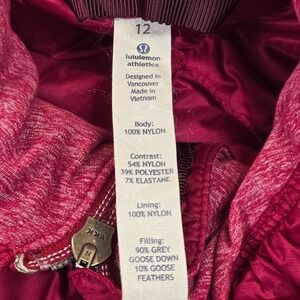 12
lululemon
athletica
Designed in
Vancouver
Made in
Vietnam
Body:
100% NYLON
Contrast:
54% NYLON
39% POLYESTER
7% ELASTANE
Lining:
100% NYLON
Filling:
90% GREY
GOOSE DOWN
10% GOOSE
FEATHERS
YKK